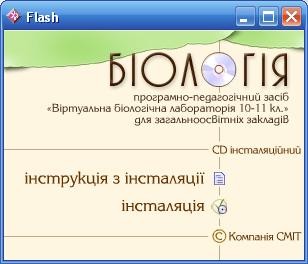 Flash
БІОЛОГІЯ
програмно-педагогічний засіб
«Віртуальна біологічна лабораторія 10-11 кл.»
для загальноосвітніх закладів
CD інсталяційний
інструкція з інсталяції
інсталяція
© Компанія СМІТ